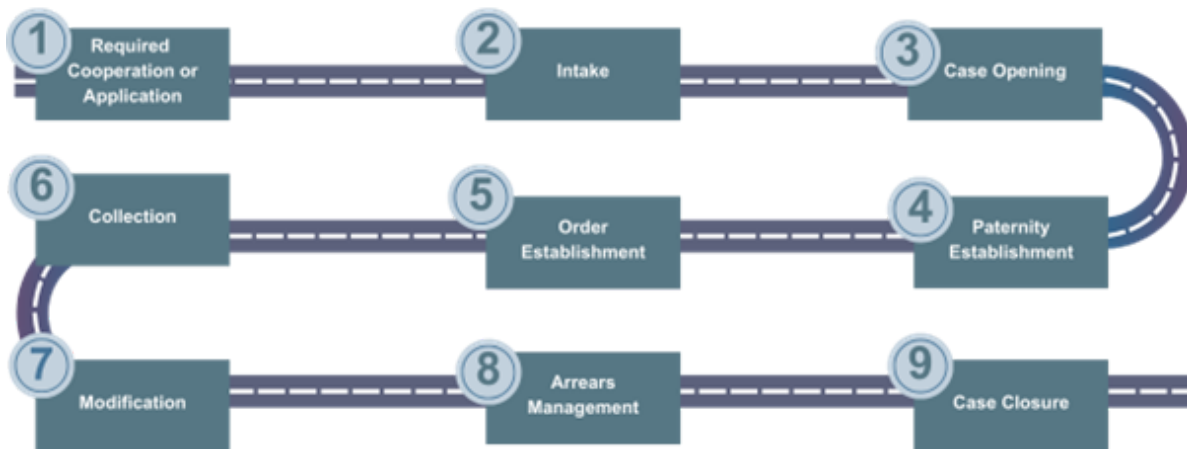 1
Required
Cooperation or
Application
2
Intake
3
Case Opening
4
Paternity
Establishment
5
Order
Establishment
6
Collection
7
Modification
8
Arrears
Management
9
Case Closure